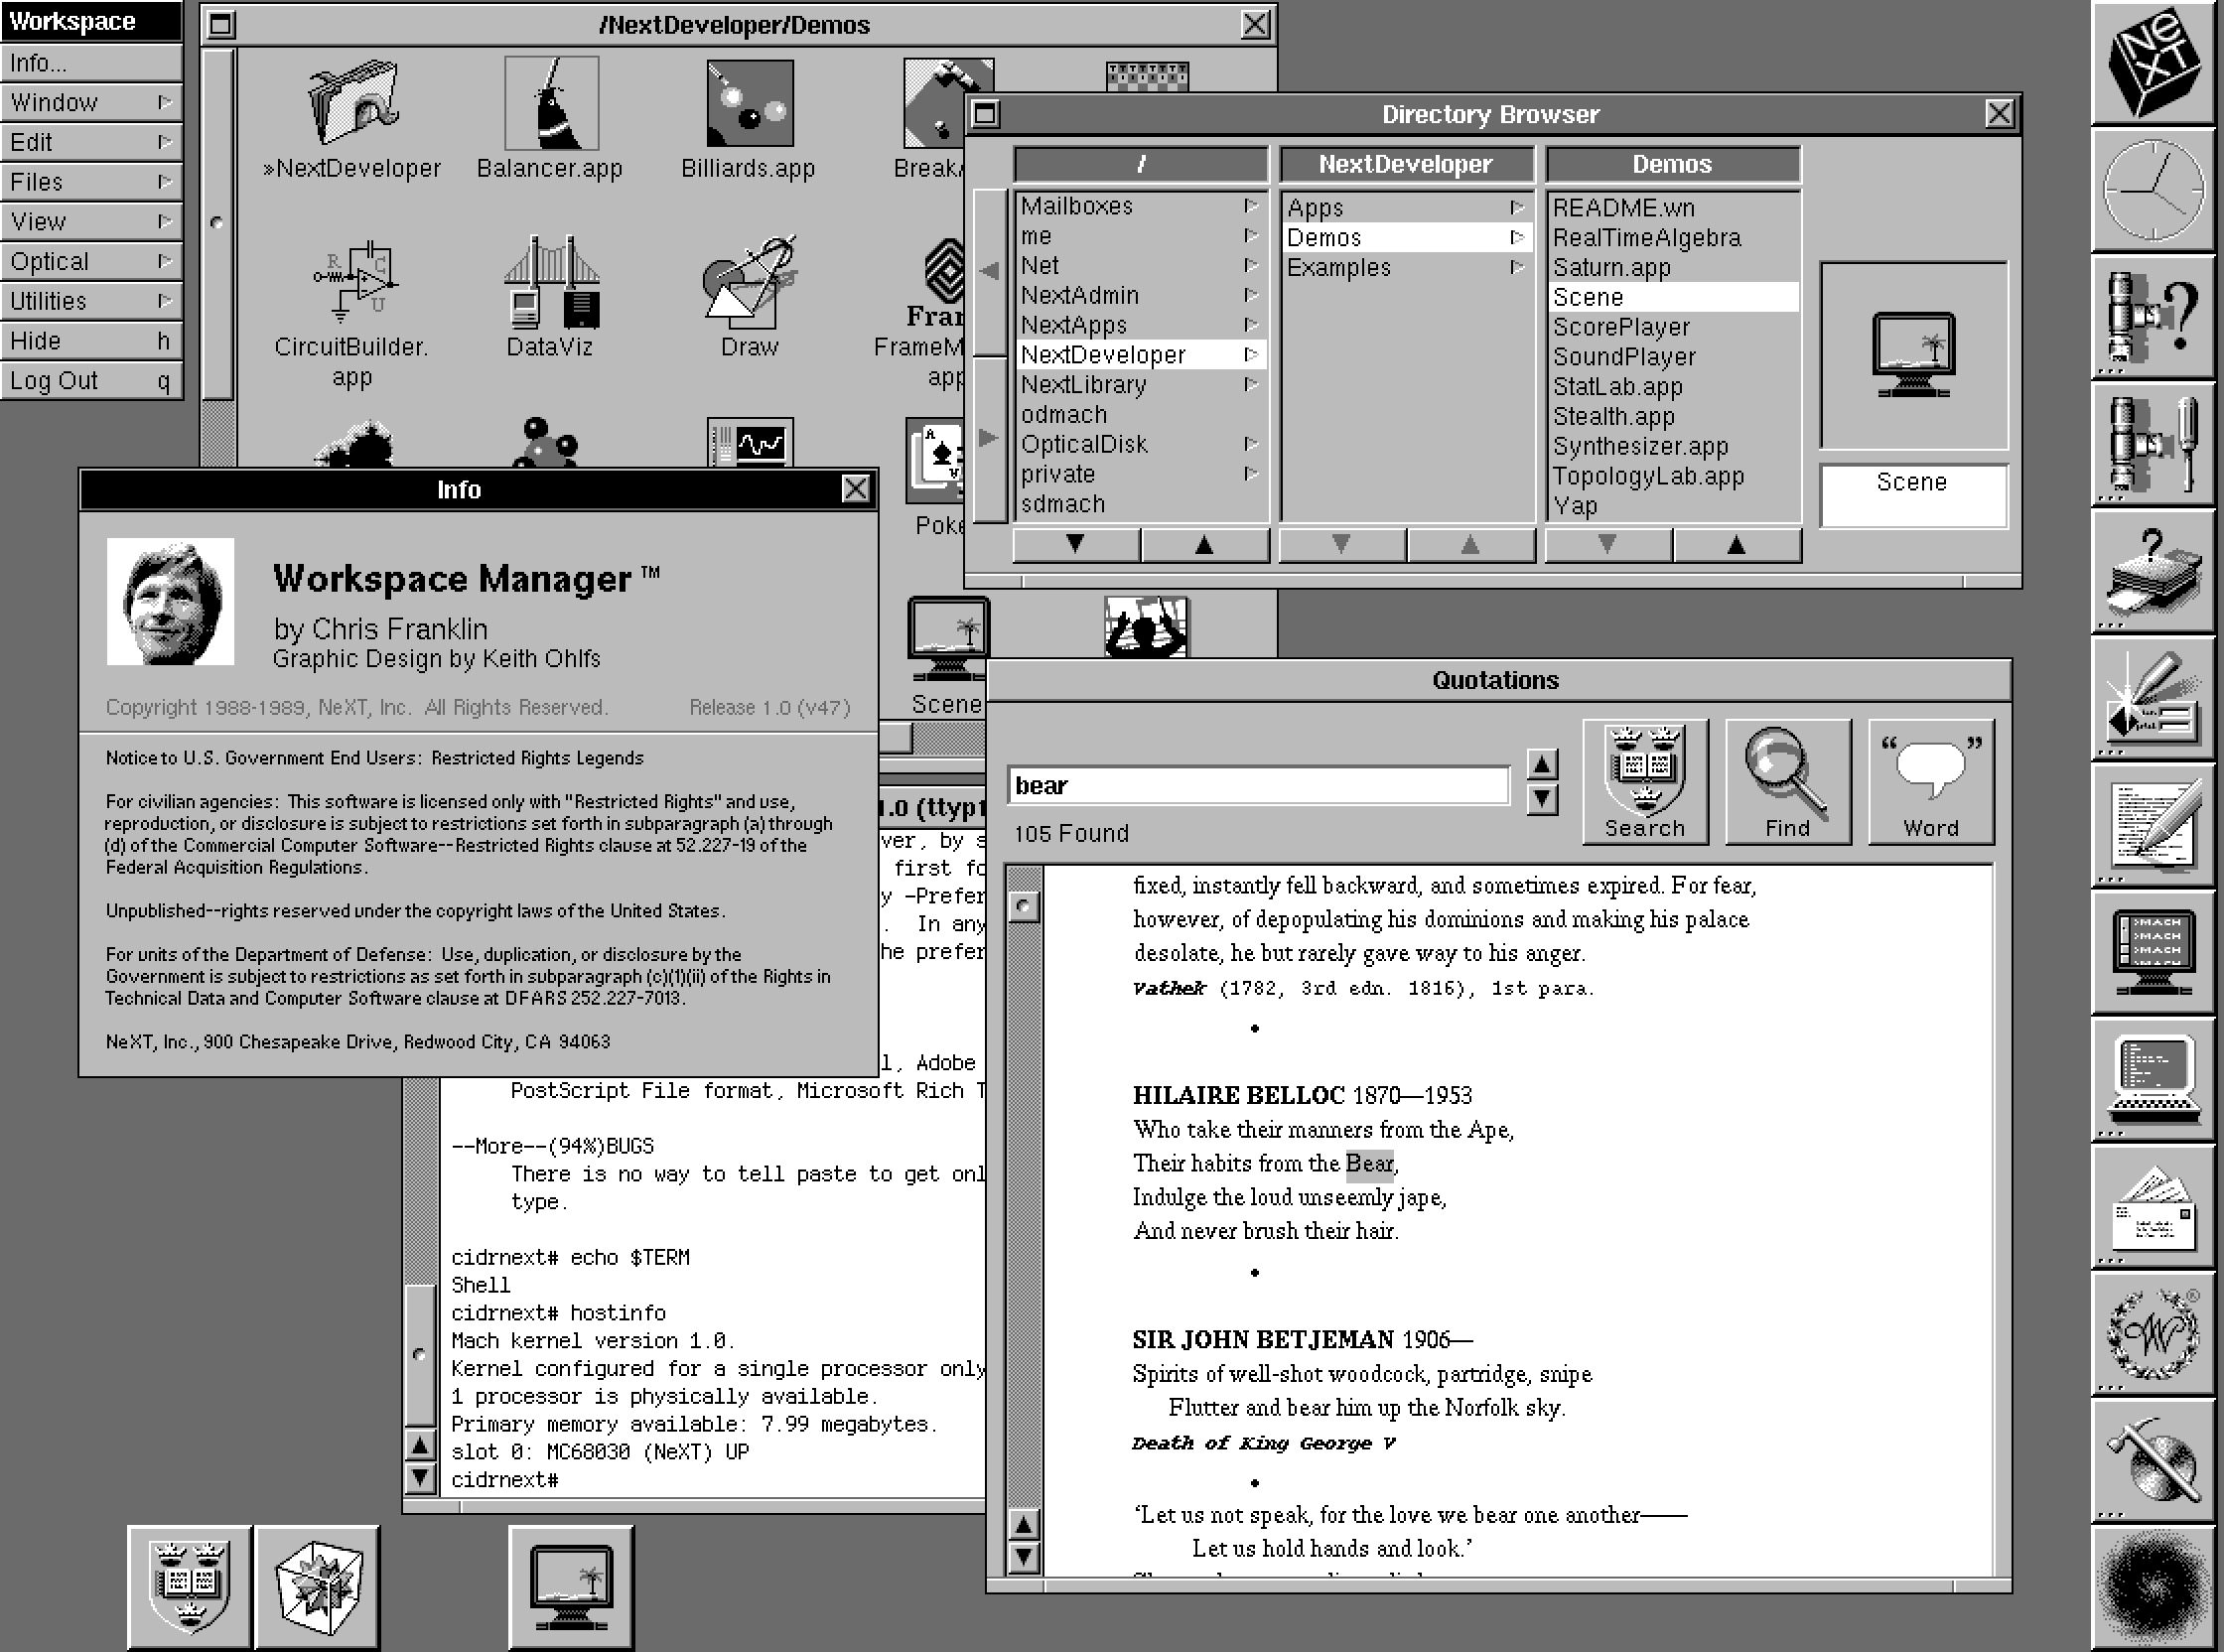 Workspace
Info...
Window
Edit
Files
View
Optical
Utilities
Hide h
Log Out q
/NextDeveloper/Demos
»NextDeveloper
Balancer.app
Billiards.app
Break
CircuitBuilder.
app
DataViz
Draw
Fram
FrameM
app
Poke
Scene
Directory Browser
/
Mailboxes
me
Net
NextAdmin
NextApps
NextDeveloper
NextLibrary
odmach
OpticalDisk
private
sdmach
NextDeveloper
Apps
Demos
Examples
Demos
README.wn
RealTimeAlgebra
Saturn.app
Scene
ScorePlayer
SoundPlayer
StatLab.app
Stealth.app
Synthesizer.app
TopologyLab.app
Yap
Scene
Info
Workspace Manager ™
by Chris Franklin
Graphic Design by Keith Ohlfs
Copyright 1988-1989, NeXT, Inc. All Rights Reserved. Release 1.0 (v47)
Notice to U.S. Government End Users: Restricted Rights Legends
For civilian agencies: This software is licensed only with "Restricted Rights" and use,
reproduction, or disclosure is subject to restrictions set forth in subparagraph (a) through
(d) of the Commercial Computer Software--Restricted Rights clause at 52.227-19 of the
Federal Acquisition Regulations.
Unpublished--rights reserved under the copyright laws of the United States.
For units of the Department of Defense: Use, duplication, or disclosure by the
Government is subject to restrictions as set forth in subparagraph (c)(1)(ii) of the Rights in
Technical Data and Computer Software clause at DFARS 252.227-7013.
NeXT, Inc., 900 Chesapeake Drive, Redwood City, CA 94063
1.0 (ttyp1
ver, by s
first fo
y -Prefer
. In any
he prefer
l, Adobe
PostScript File format, Microsoft Rich T
--More--(94%)BUGS
There is no way to tell paste to get onl
type.
cidrnext# echo $TERM
Shell
cidrnext# hostinfo
Mach kernel version 1.0.
Kernel configured for a single processor only
1 processor is physically available.
Primary memory available: 7.99 megabytes.
slot 0: MC68030 (NeXT) UP
cidrnext#
Quotations
bear
105 Found
Search
Find
Word
fixed, instantly fell backward, and sometimes expired. For fear,
however, of depopulating his dominions and making his palace
desolate, he but rarely gave way to his anger.
Vathek (1782, 3rd edn. 1816), 1st para.
•
HILAIRE BELLOC 1870—1953
Who take their manners from the Ape,
Their habits from the Bear,
Indulge the loud unseemly jape,
And never brush their hair.
•
SIR JOHN BETJEMAN 1906—
Spirits of well-shot woodcock, partridge, snipe
Flutter and bear him up the Norfolk sky.
Death of King George V
•
‘Let us not speak, for the love we bear one another——
Let us hold hands and look.’
NeXT
>MACH
>MACH
>MACH
>MACH
W